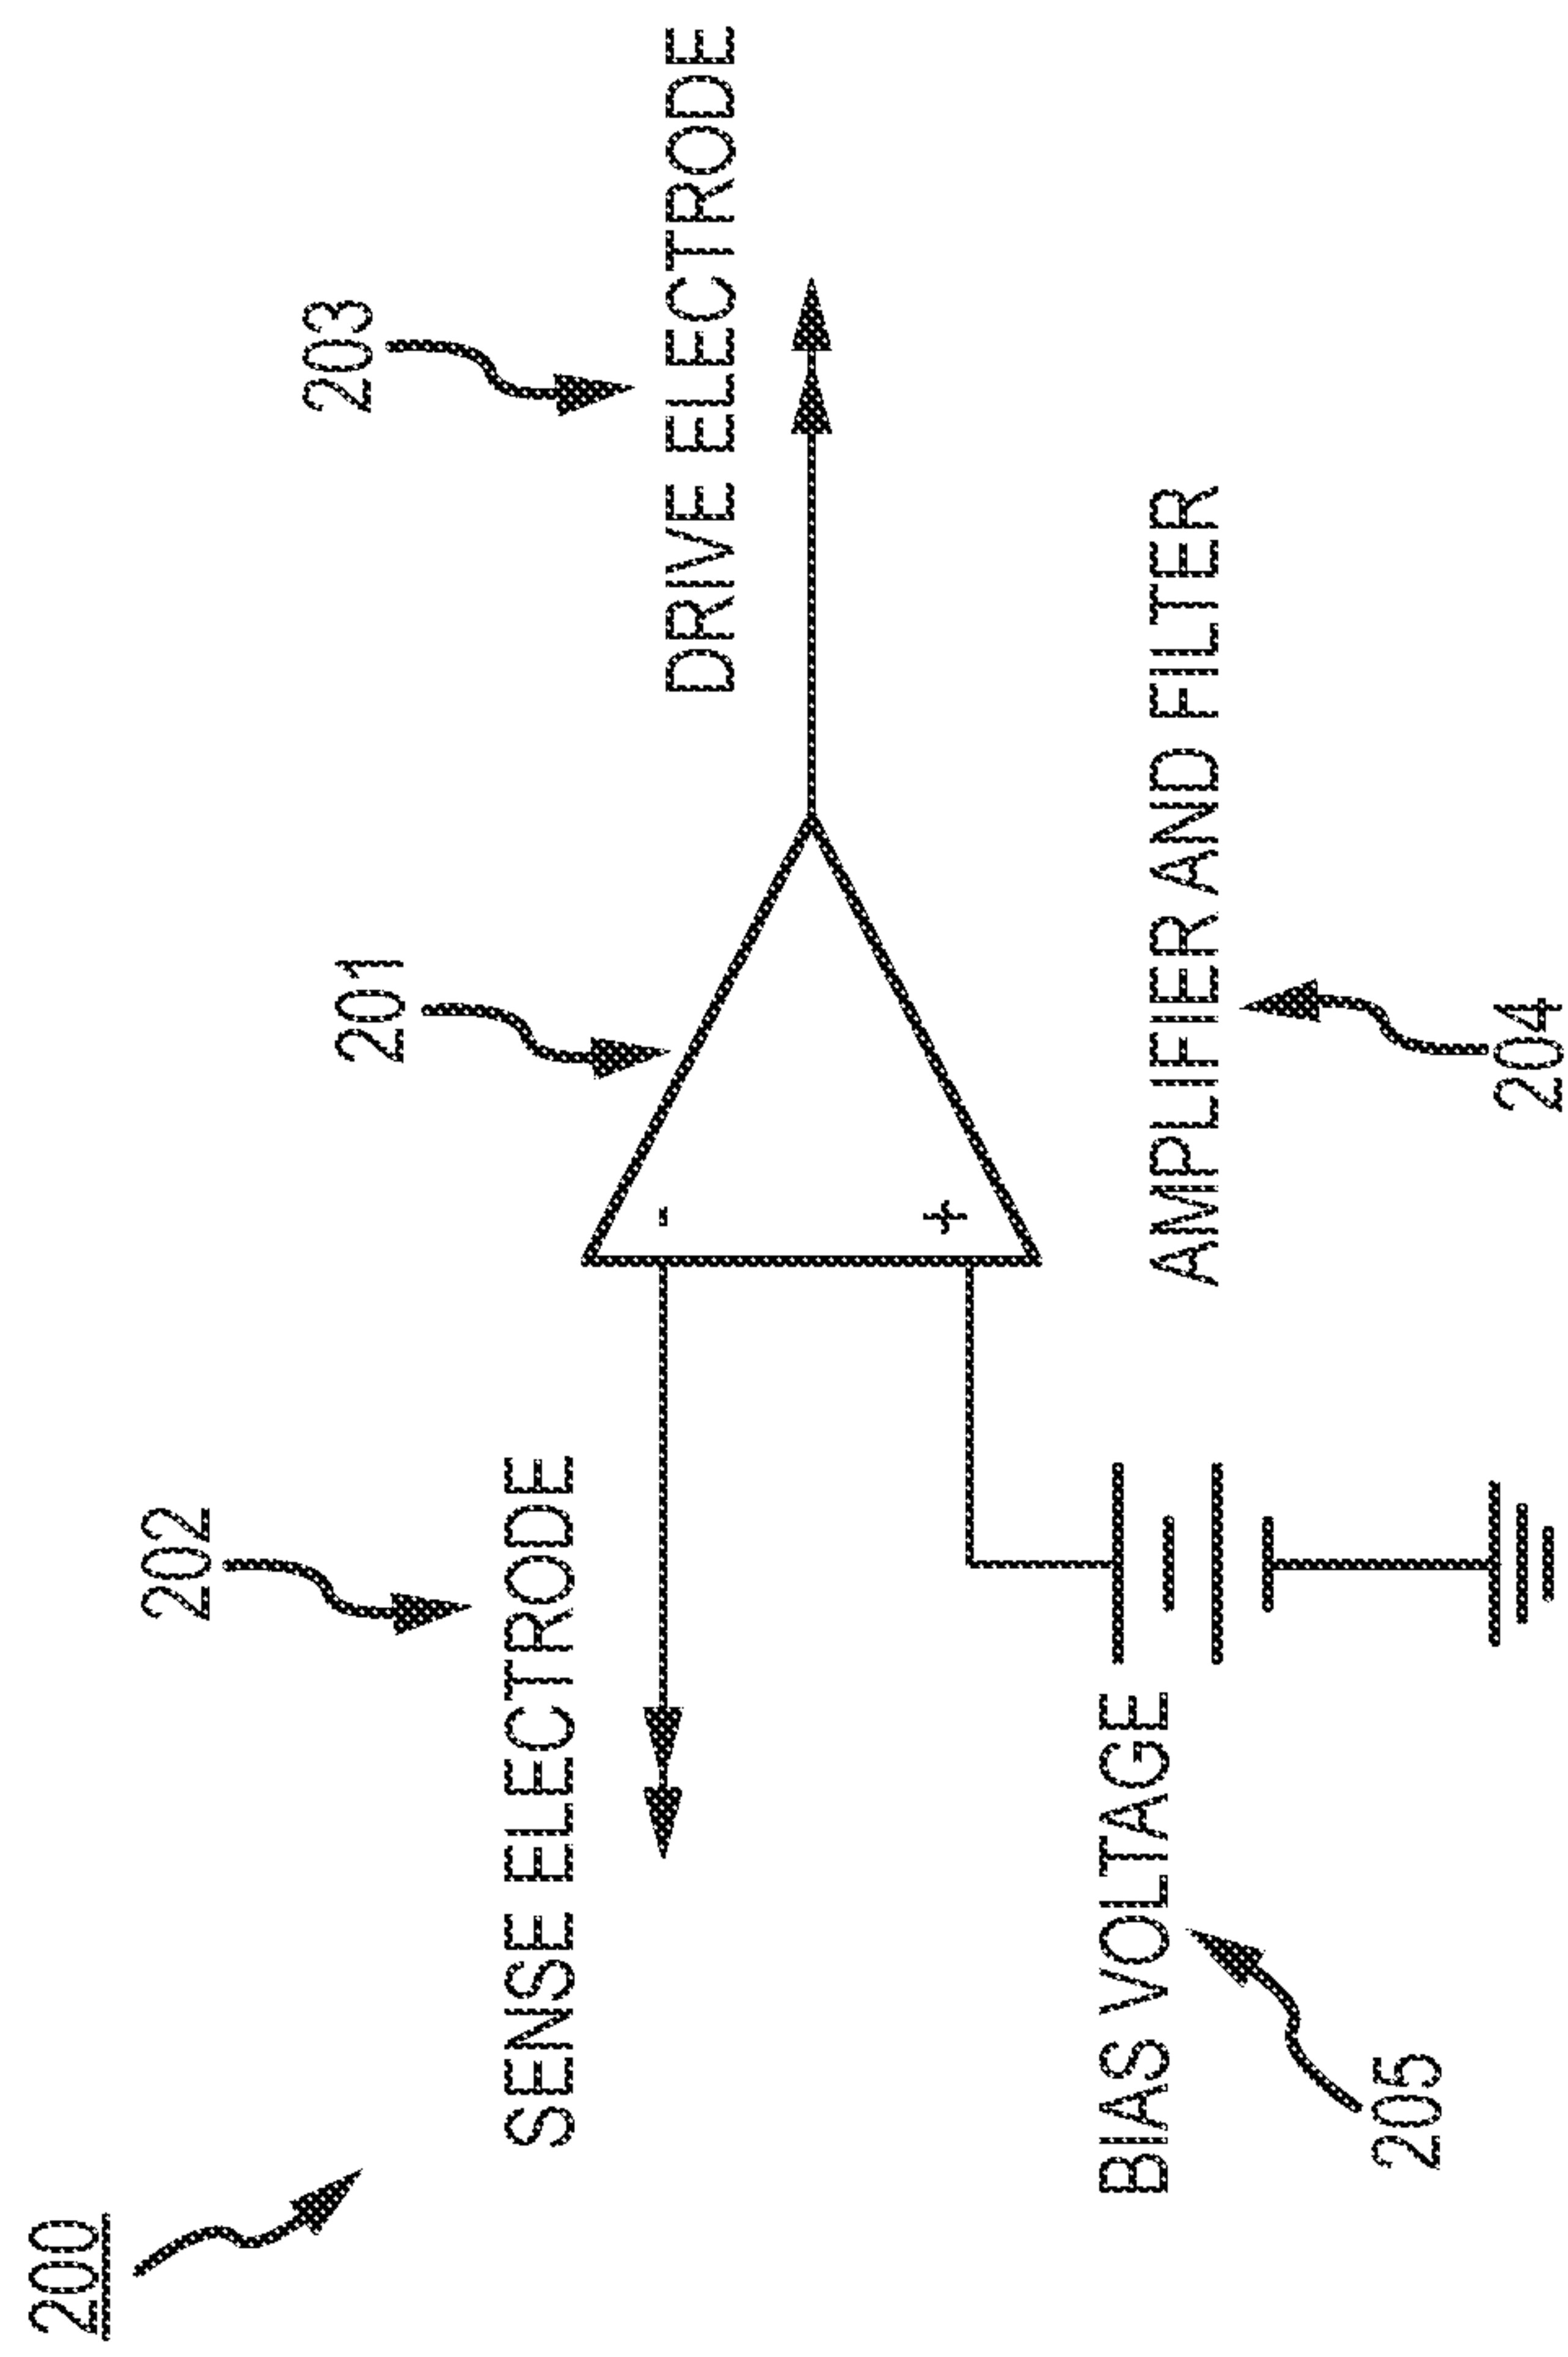 200
202
SENSE ELECTRODE
201
203
DRIVE ELECTRODE
-
+
BIAS VOLTAGE
205
AMPLIFIER AND FILTER
204